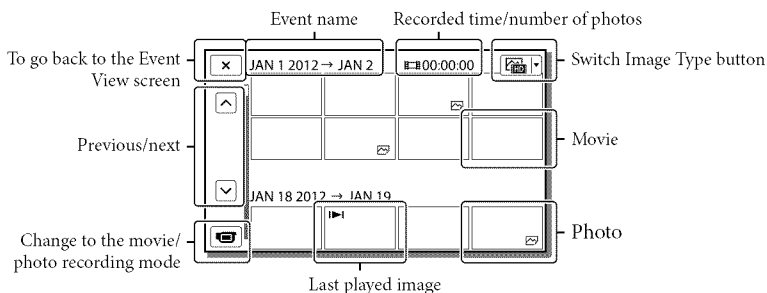 Event name
Recorded time/number of photos
To go back to the Event
View screen
×
JAN 1 2012 → JAN 2
00:00:00
HD
Switch Image Type button
Previous/next
Movie
JAN 18 2012 → JAN 19
Change to the movie/
photo recording mode
Photo
Last played image